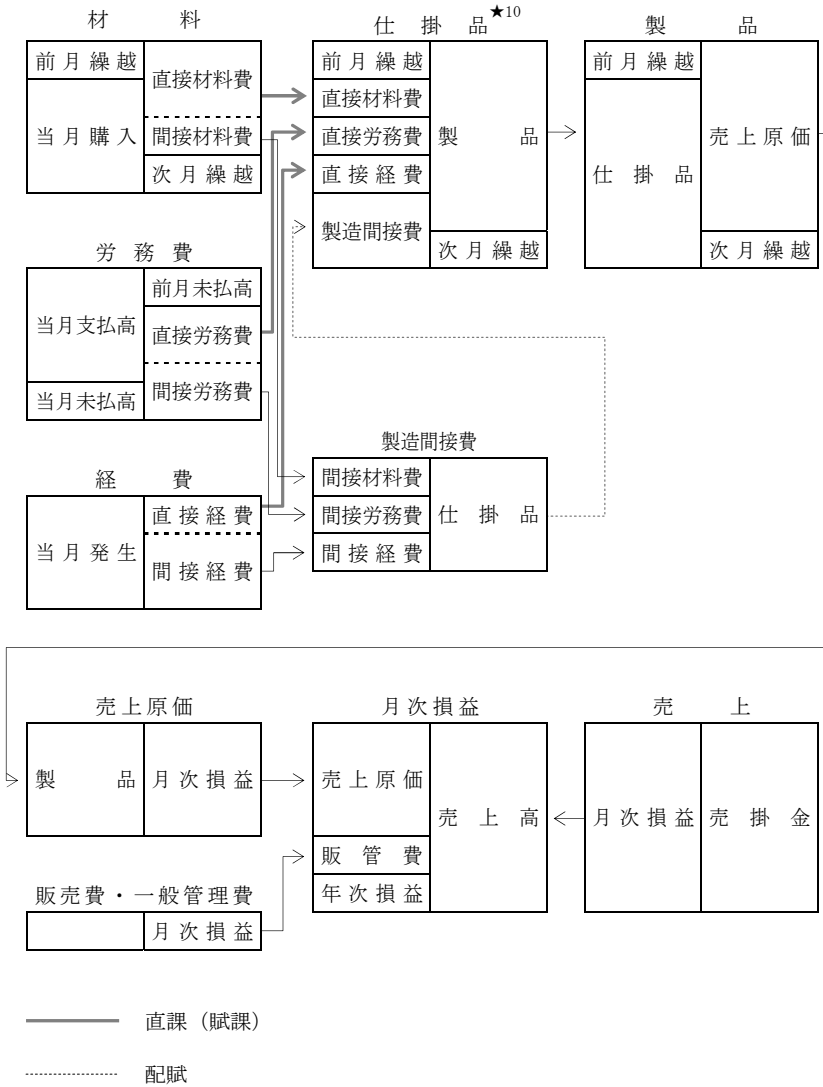 材料
前月繰越
当月購入
直接材料費
間接材料費
次月繰越
仕掛品★10
前月繰越
直接材料費
直接労務費
直接経費
製造間接費
製品
次月繰越
製品
前月繰越
仕掛品
売上原価
次月繰越
労務費
当月支払高
当月未払高
前月未払高
直接労務費
間接労務費
経費
当月発生
直接経費
間接経費
製造間接費
間接材料費
間接労務費
間接経費
仕掛品
売上原価
製品
月次損益
月次損益
売上原価
販管費
年次損益
売上高
売上
月次損益
売掛金
販売費・一般管理費
月次損益
直課（賦課）
配賦